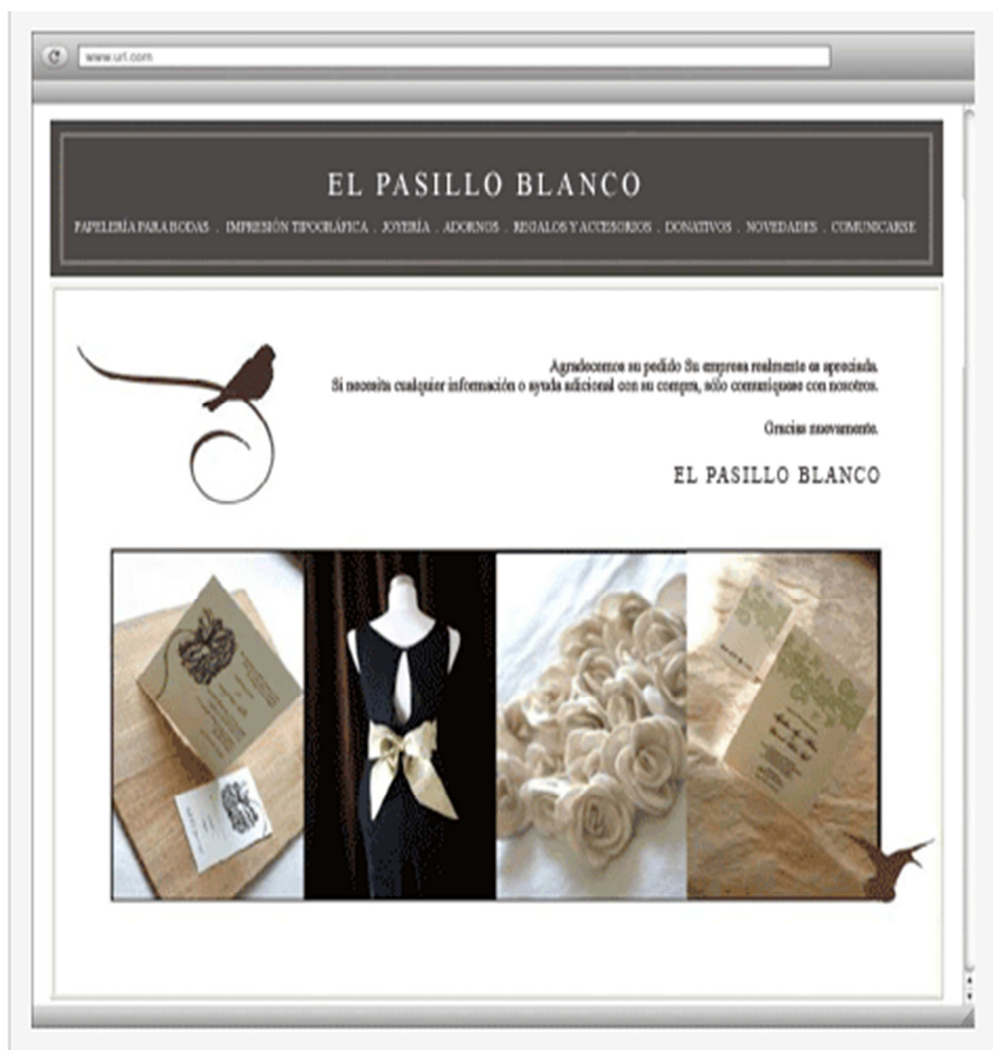 www.url.com
EL PASILLO BLANCO
PAPELERÍA PARA BODAS . IMPRESIÓN TIPOGRÁFICA . JOYERÍA . ADORNOS . REGALOS Y ACCESORIOS . DONATIVOS . NOVEDADES . COMUNICARSE
Agradecemos su pedido Su empresa realmente es apreciada.
Si necesita cualquier información o ayuda adicional con su compra, sólo comuníquese con nosotros.
Gracias nuevamente.
EL PASILLO BLANCO